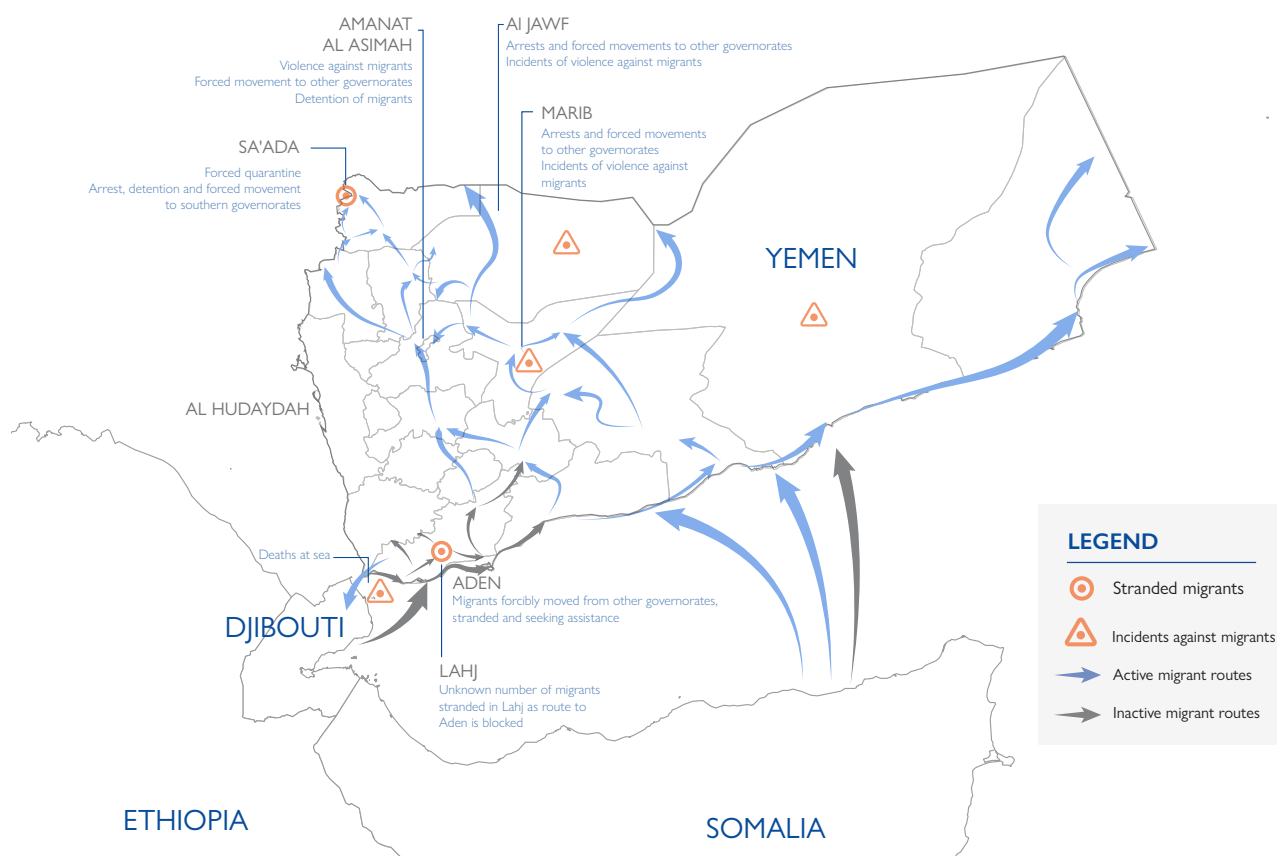 AMANAT
AL ASIMAH
Violence against migrants
Forced movement to other governorates
Detention of migrants
Al JAWF
Arrests and forced movements to other governorates
Incidents of violence against migrants
MARIB
Arrests and forced movements
to other governorates
Incidents of violence against
migrants
SA'ADA
Forced quarantine
Arrest, detention and forced movement
to southern governorates
YEMEN
AL HUDAYDAH
Deaths at sea
ADEN
Migrants forcibly moved from other governorates,
stranded and seeking assistance
DJIBOUTI
LAHJ
Unknown number of migrants
stranded in Lahj as route to
Aden is blocked
ETHIOPIA
SOMALIA
LEGEND
Stranded migrants
Incidents against migrants
Active migrant routes
Inactive migrant routes